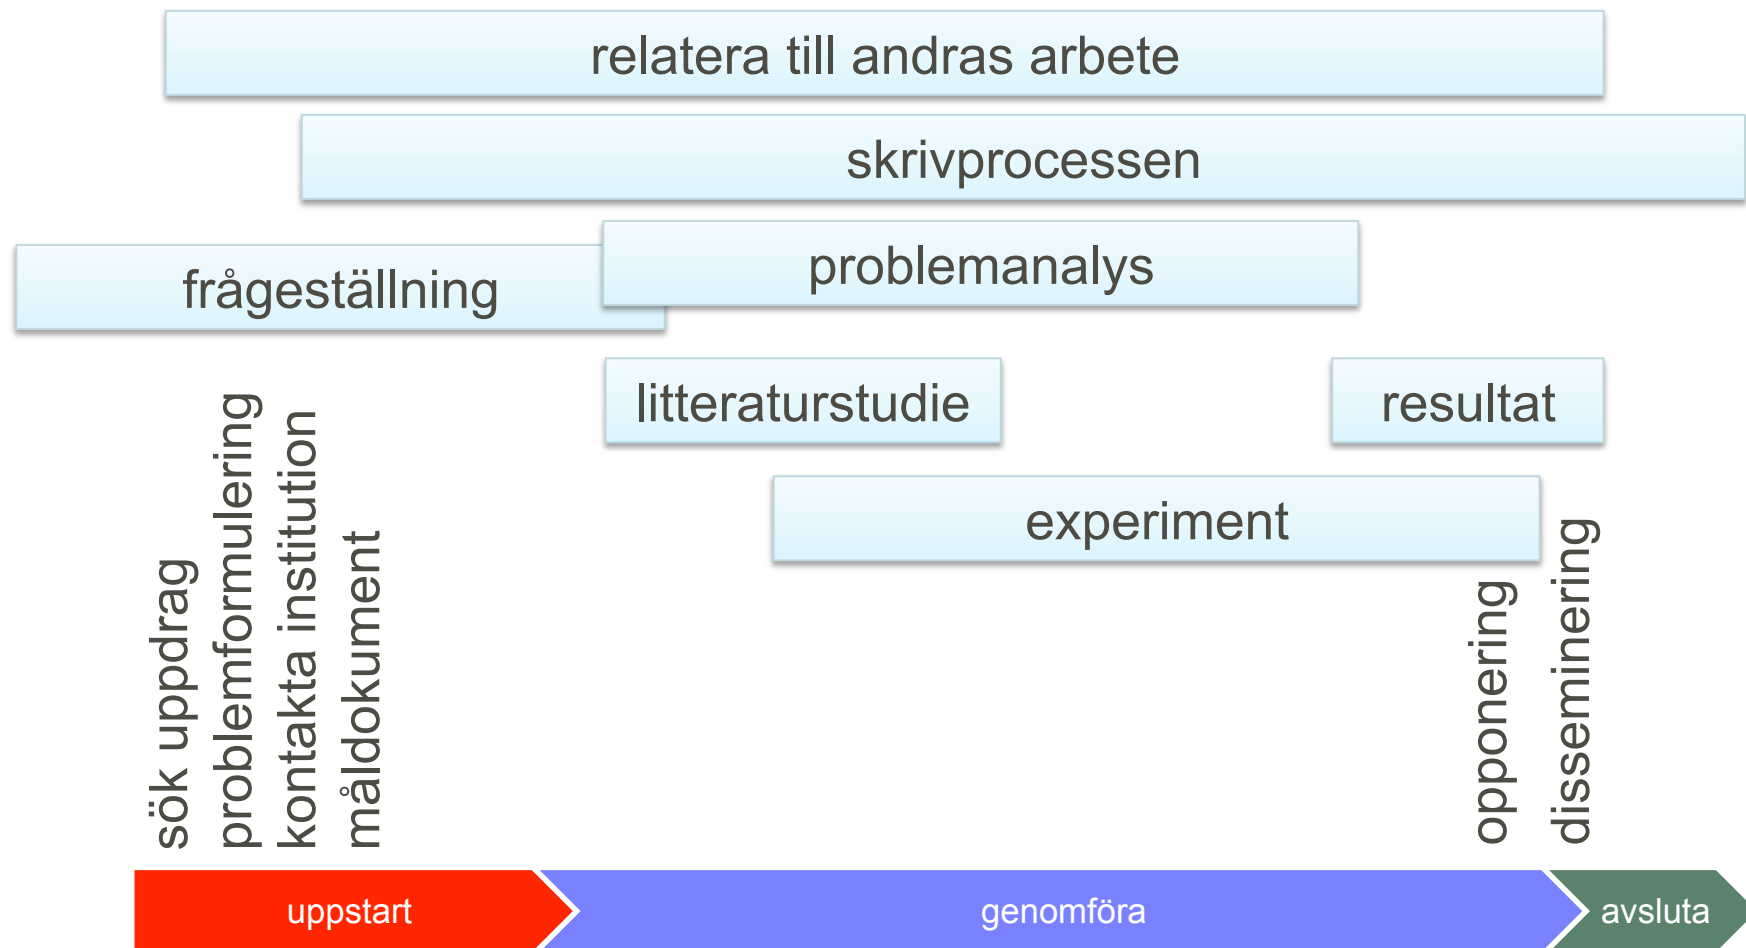 relatera till andras arbete
skrivprocessen
problemanalys
frågeställning
litteraturstudie
resultat
experiment
sök uppdrag
problemformulering
kontakta institution
måldokument
opponering
disseminering
uppstart
genomföra
avsluta